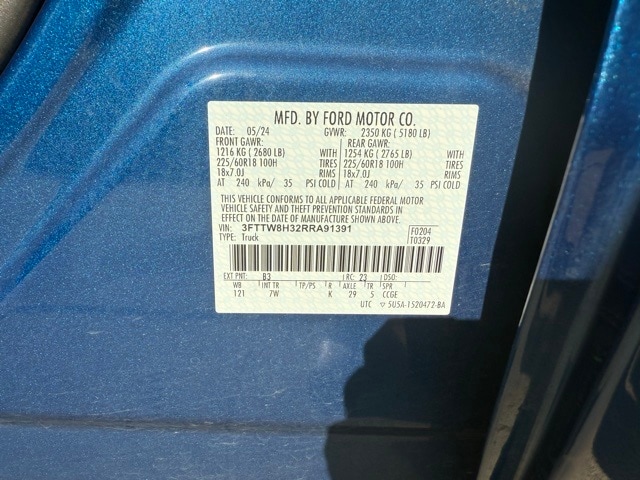 MFD. BY FORD MOTOR CO.
DATE: 05/24 GVWR: 2350 KG ( 5180 LB)
FRONT GAWR: REAR GAWR:
1216 KG ( 2680 LB) WITH 1254 KG ( 2765 LB) WITH
225/60R18 100H TIRES 225/60R18 100H TIRES
18x7.0J RIMS 18x7.0J RIMS
AT 240 kPa/ 35 PSI COLD AT 240 kPa/ 35 PSI COLD
THIS VEHICLE CONFORMS TO ALL APPLICABLE FEDERAL MOTOR
VEHICLE SAFETY AND THEFT PREVENTION STANDARDS IN
EFFECT ON THE DATE OF MANUFACTURE SHOWN ABOVE.
VIN: 3FTTW8H32RRA91391 F0204
TYPE: Truck T0329
EXT PNT: B3 RC: 23 DSO:
WB INT TR TP/PS R AXLE TR SPR
121 7W K 29 5 CCGE
UTC 5U5A-1520472-BA